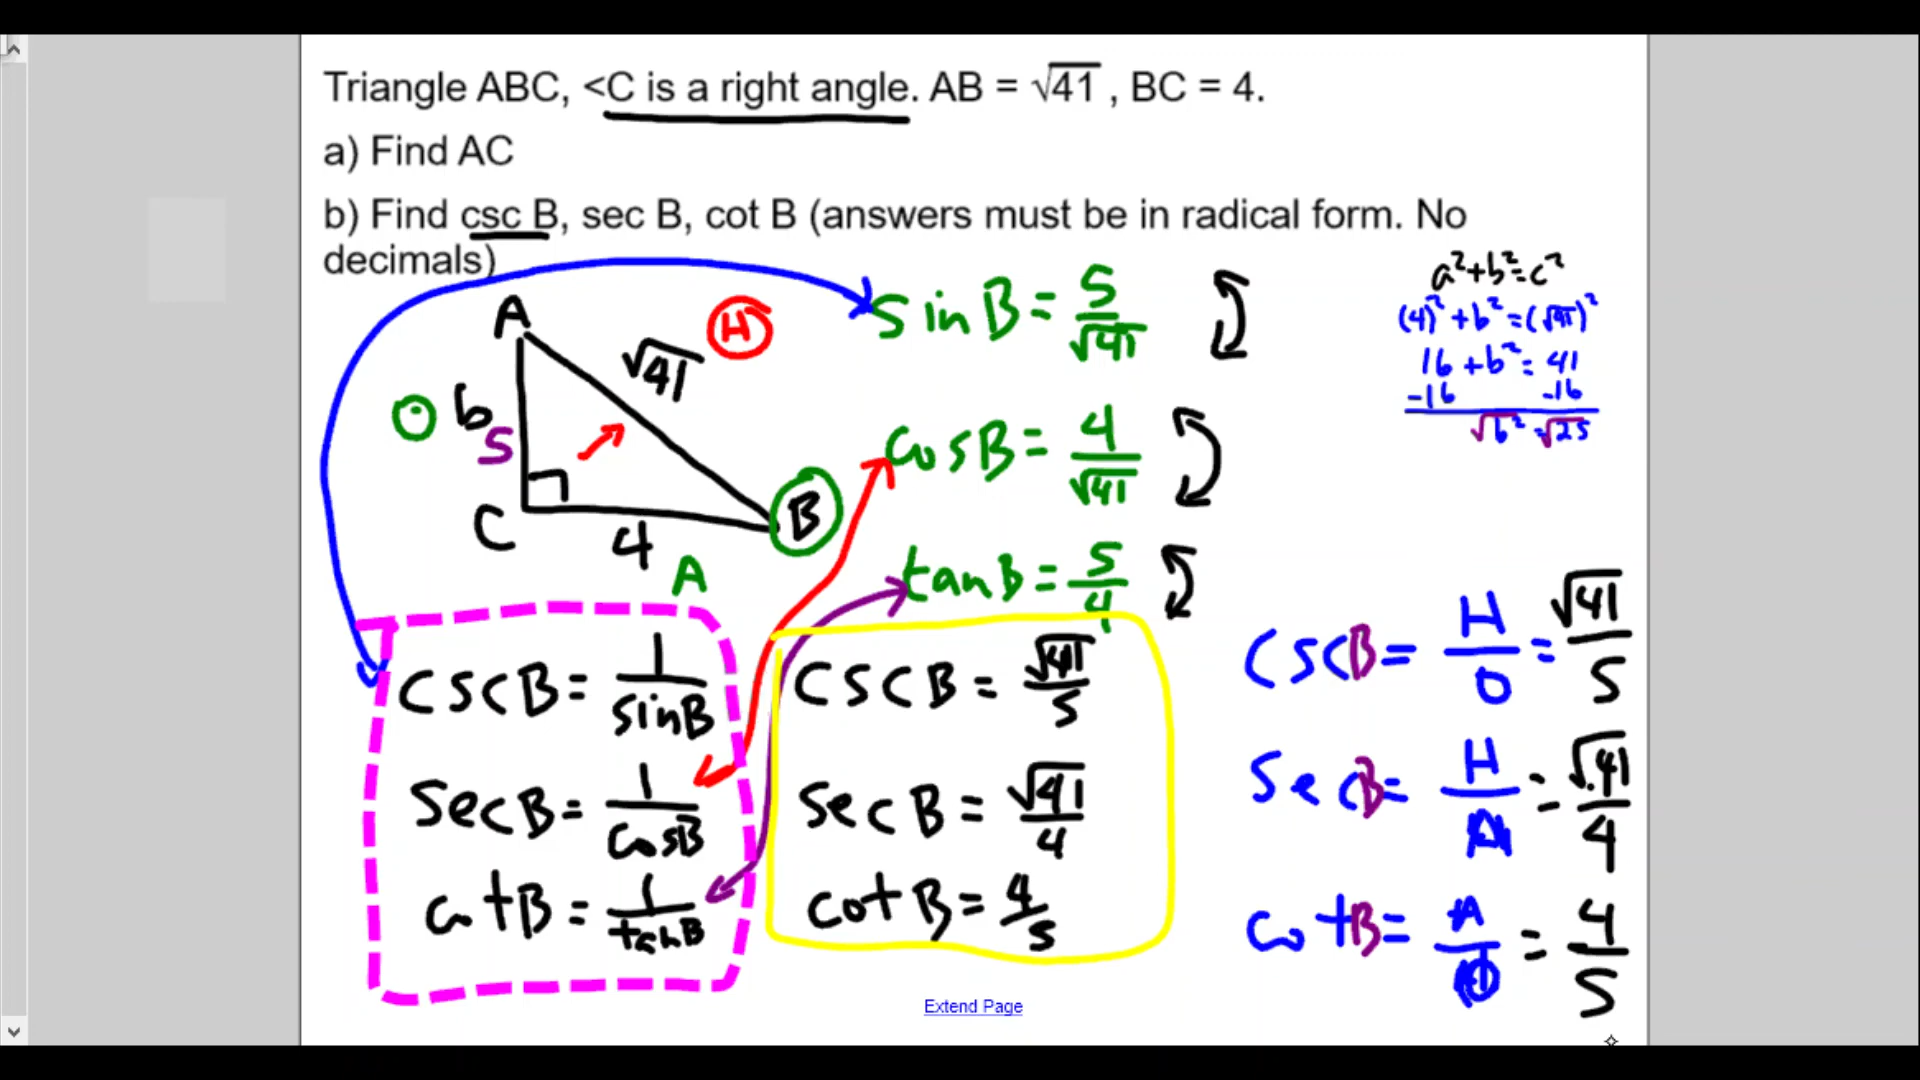 Triangle ABC, <C is a right angle. AB = √41 , BC = 4.
a) Find AC
b) Find csc B, sec B, cot B (answers must be in radical form. No
decimals)
a²+b²=c²
(4)²+b²=(√41)²
16+b²=41
-16 -16
√b²=√25
A
√41
H
O
b
5
C
4
A
B
sinB = 5/√41
cosB = 4/√41
tanB = 5/4
cscB = 1/sinB
secB = 1/cosB
cotB = 1/tanB
cscB = √41/5
secB = √41/4
cotB = 4/5
cscB = H/O = √41/5
secB = H/A = √41/4
cotB = A/O = 4/5
Extend Page